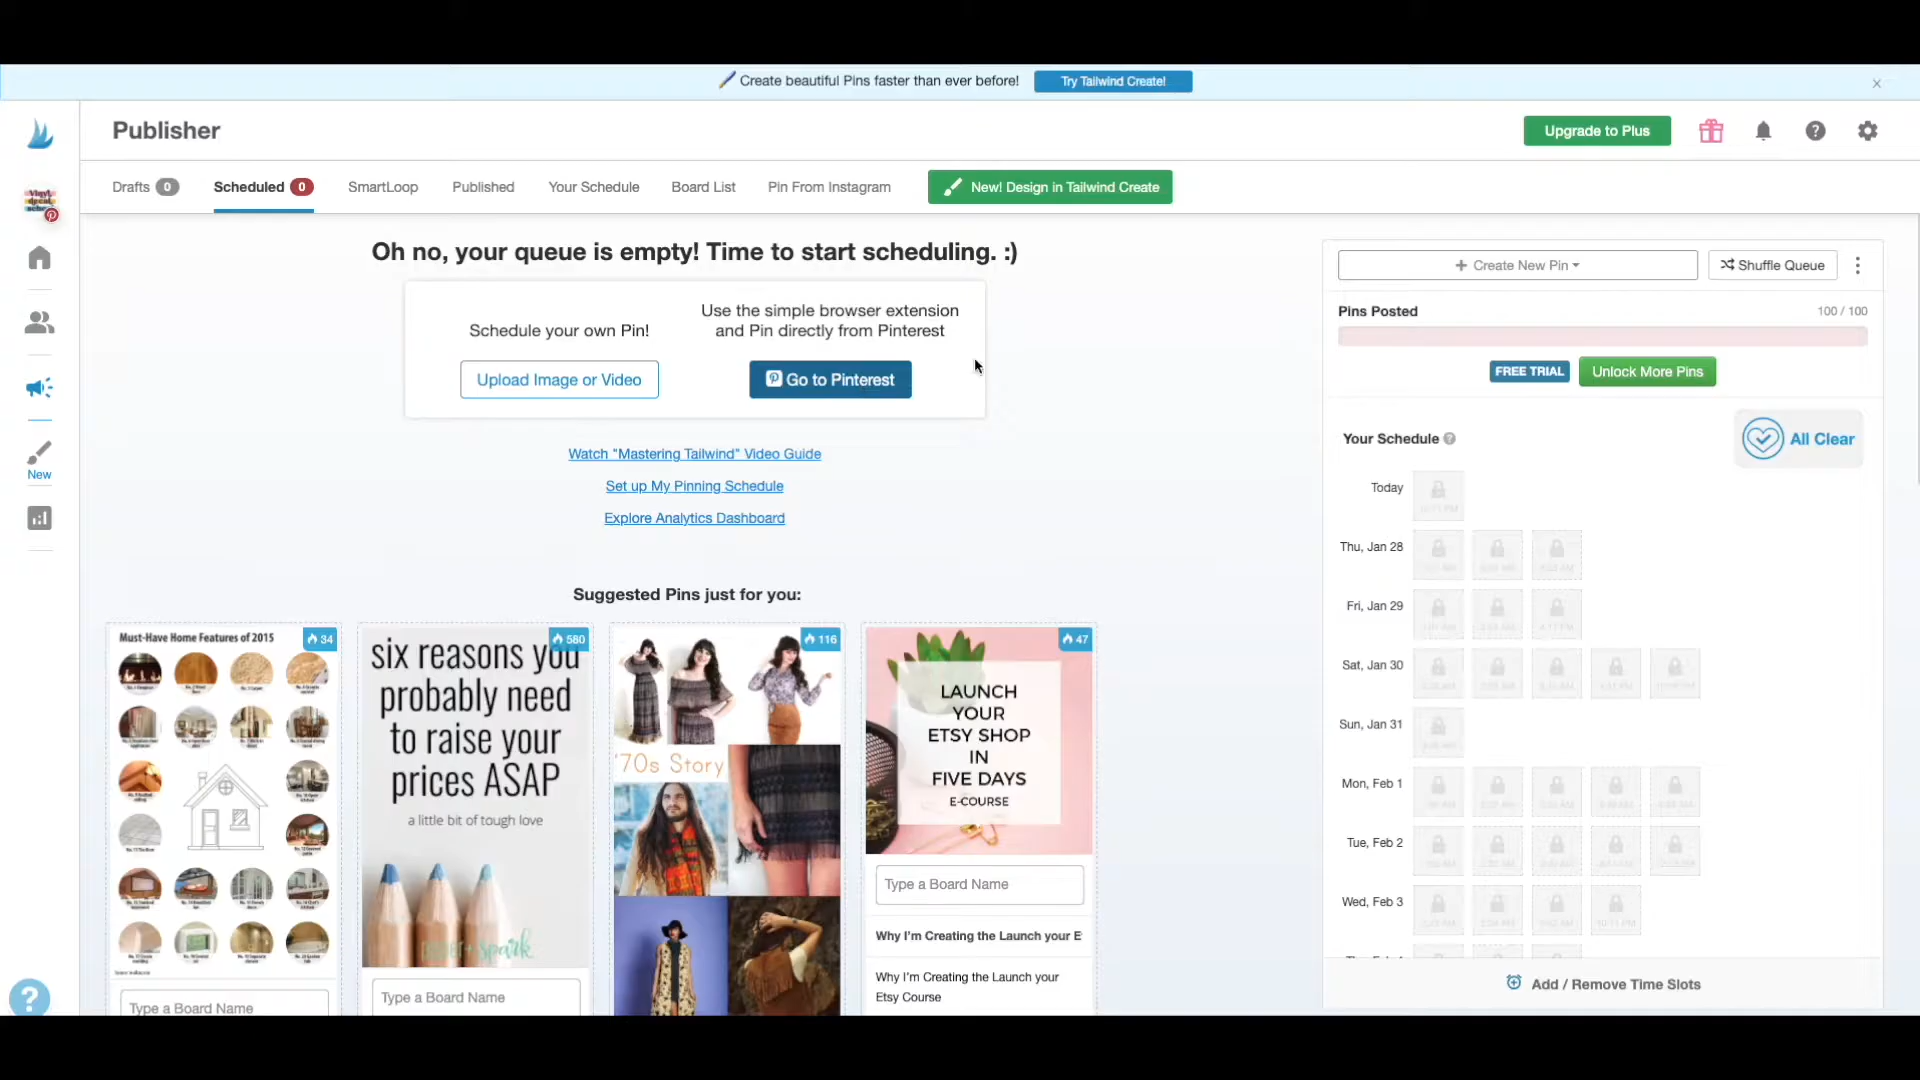 Create beautiful Pins faster than ever before!
Try Tailwind Create!
Publisher
Upgrade to Plus
Drafts 0
Scheduled 0
SmartLoop
Published
Your Schedule
Board List
Pin From Instagram
New! Design in Tailwind Create
Oh no, your queue is empty! Time to start scheduling. :)
Schedule your own Pin!
Upload Image or Video
Use the simple browser extension
and Pin directly from Pinterest
Go to Pinterest
Watch "Mastering Tailwind" Video Guide
Set up My Pinning Schedule
Explore Analytics Dashboard
New
Suggested Pins just for you:
Must-Have Home Features of 2015
34
Type a Board Name
580
six reasons you
probably need
to raise your
prices ASAP
a little bit of tough love
spark
Type a Board Name
116
'70s Story
47
LAUNCH
YOUR
ETSY SHOP
IN
FIVE DAYS
E-COURSE
Type a Board Name
Why I'm Creating the Launch your E
Why I'm Creating the Launch your
Etsy Course
+ Create New Pin
Shuffle Queue
Pins Posted
100 / 100
FREE TRIAL
Unlock More Pins
Your Schedule
All Clear
Today
Thu, Jan 28
Fri, Jan 29
Sat, Jan 30
Sun, Jan 31
Mon, Feb 1
Tue, Feb 2
Wed, Feb 3
Add / Remove Time Slots